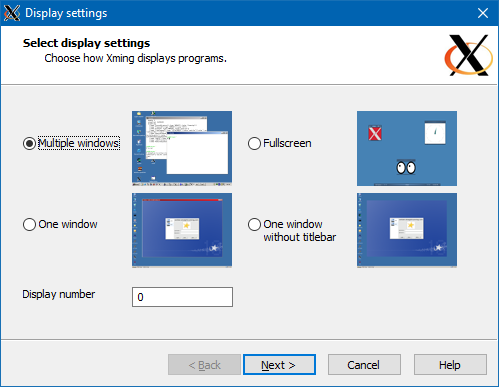 Display settings
Select display settings
Choose how Xming displays programs.
Multiple windows
Fullscreen
One window
One window
without titlebar
Display number
0
< Back
Next >
Cancel
Help